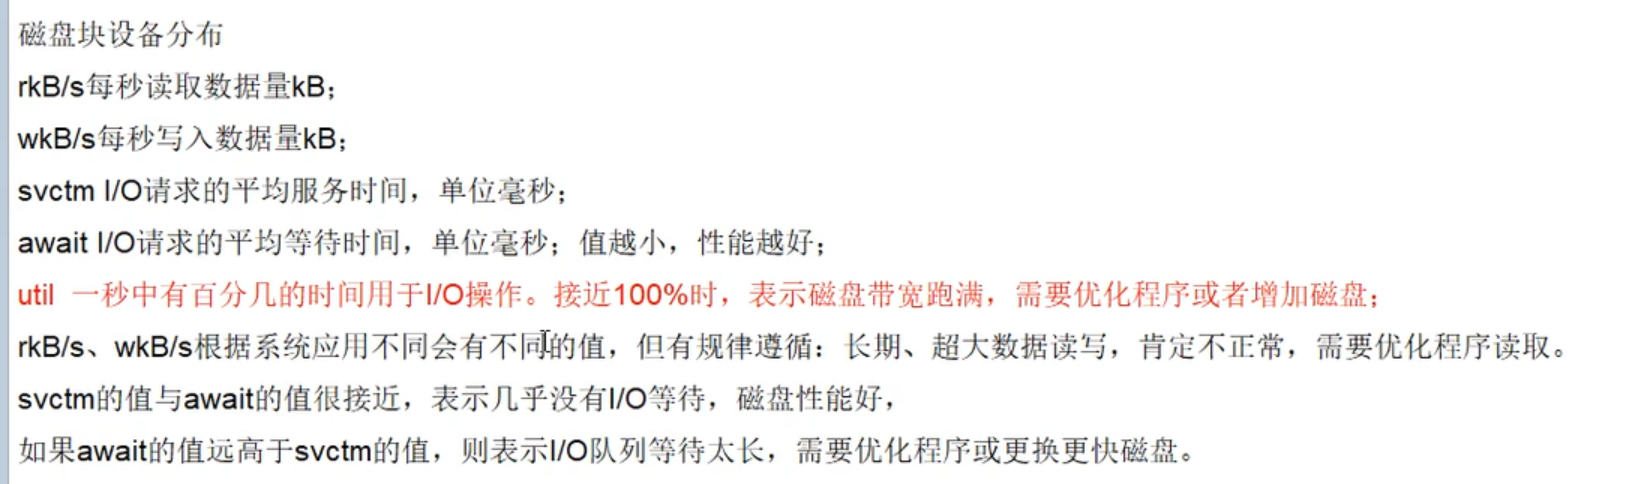 磁盘块设备分布
rkB/s每秒读取数据量kB；
wkB/s每秒写入数据量kB；
svctm I/O请求的平均服务时间，单位毫秒；
await I/O请求的平均等待时间，单位毫秒；值越小，性能越好；
util 一秒中有百分几的时间用于I/O操作。接近100%时，表示磁盘带宽跑满，需要优化程序或者增加磁盘；
rkB/s、wkB/s根据系统应用不同会有不同的值，但有规律遵循：长期、超大数据读写，肯定不正常，需要优化程序读取。
svctm的值与await的值很接近，表示几乎没有I/O等待，磁盘性能好，
如果await的值远高于svctm的值，则表示I/O队列等待太长，需要优化程序或更换更快磁盘。